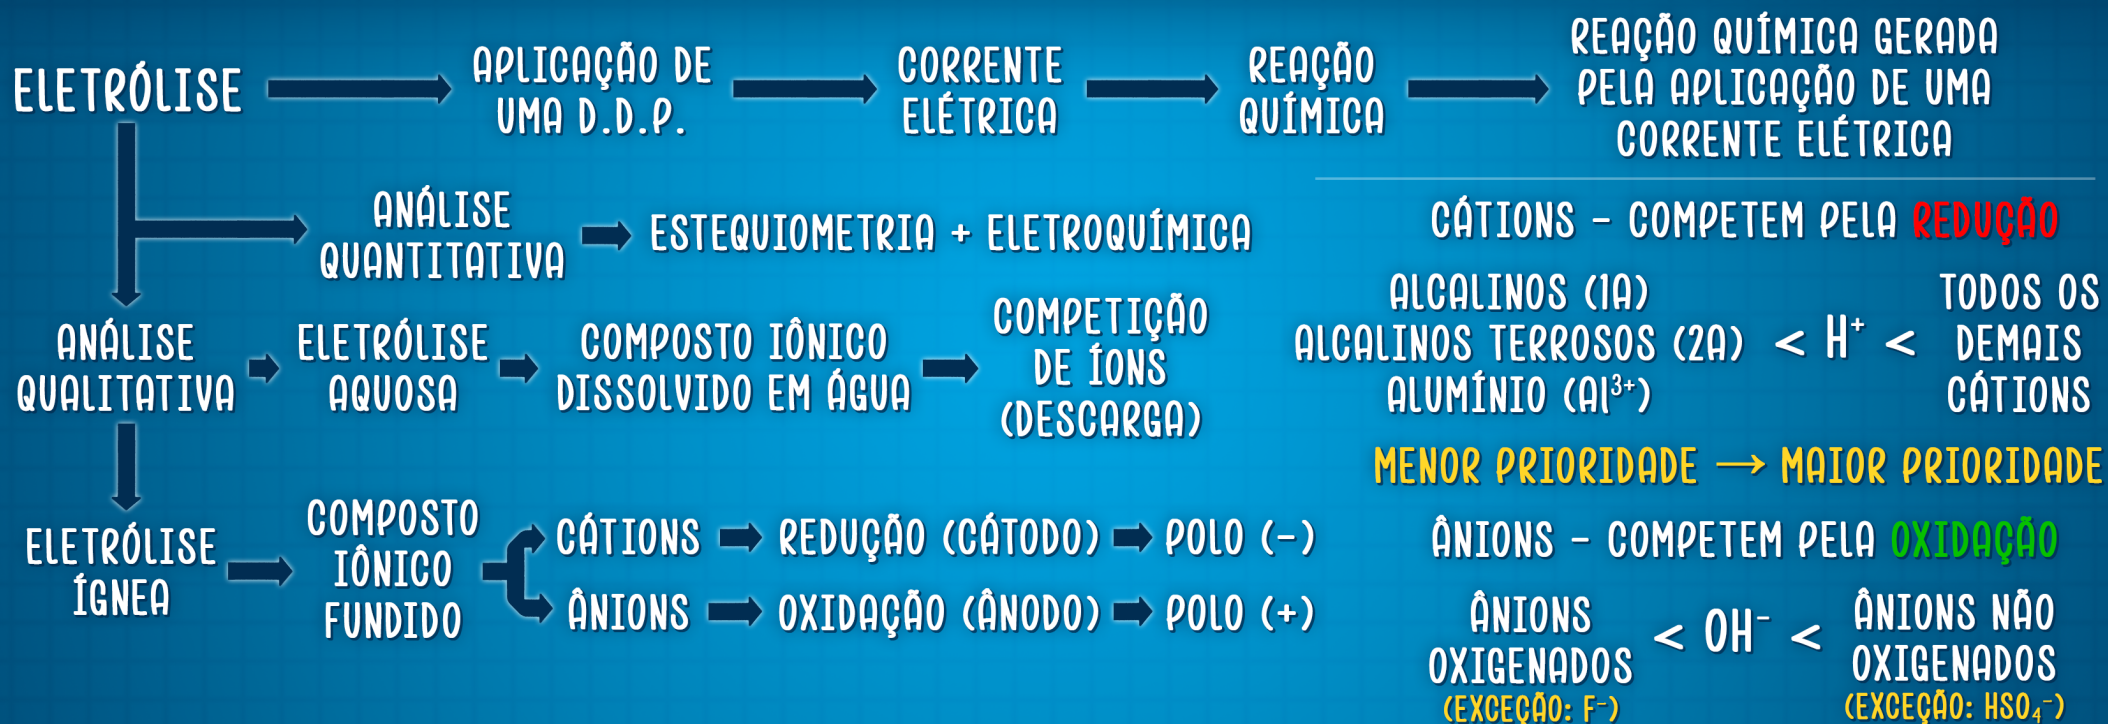 ELETRÓLISE
APLICAÇÃO DE
UMA D.D.P.
CORRENTE
ELÉTRICA
REAÇÃO
QUÍMICA
REAÇÃO QUÍMICA GERADA
PELA APLICAÇÃO DE UMA
CORRENTE ELÉTRICA
ANÁLISE
QUANTITATIVA
ESTEQUIOMETRIA + ELETROQUÍMICA
ANÁLISE
QUALITATIVA
ELETRÓLISE
AQUOSA
COMPOSTO IÔNICO
DISSOLVIDO EM ÁGUA
COMPETIÇÃO
DE ÍONS
(DESCARGA)
ELETRÓLISE
ÍGNEA
COMPOSTO
IÔNICO
FUNDIDO
CÁTIONS → REDUÇÃO (CÁTODO) → POLO (-)
ÂNIONS → OXIDAÇÃO (ÂNODO) → POLO (+)
CÁTIONS - COMPETEM PELA REDUÇÃO
ALCALINOS (1A)
ALCALINOS TERROSOS (2A)
ALUMÍNIO (Al³⁺)
< H⁺ <
TODOS OS
DEMAIS
CÁTIONS
MENOR PRIORIDADE → MAIOR PRIORIDADE
ÂNIONS - COMPETEM PELA OXIDAÇÃO
ÂNIONS
OXIGENADOS
(EXCEÇÃO: F⁻)
< OH⁻ <
ÂNIONS NÃO
OXIGENADOS
(EXCEÇÃO: HSO₄⁻)